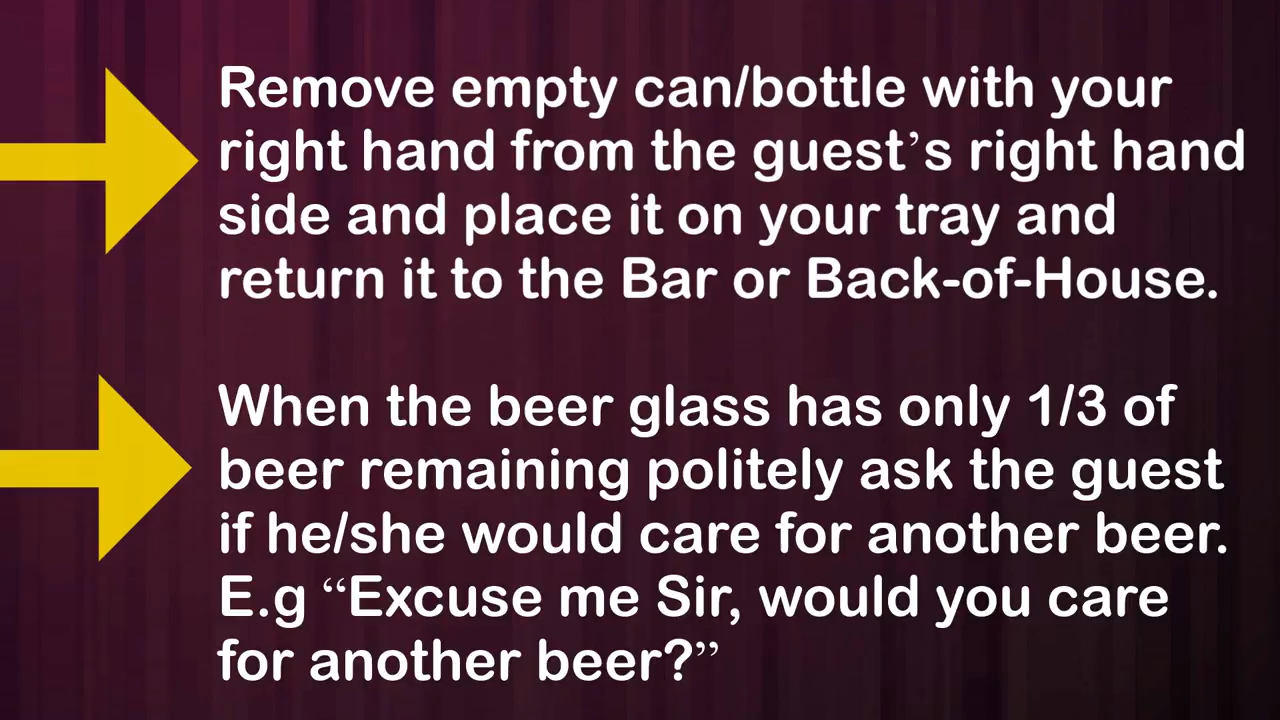 Remove empty can/bottle with your
right hand from the guest’s right hand
side and place it on your tray and
return it to the Bar or Back-of-House.
When the beer glass has only 1/3 of
beer remaining politely ask the guest
if he/she would care for another beer.
E.g “Excuse me Sir, would you care
for another beer?”